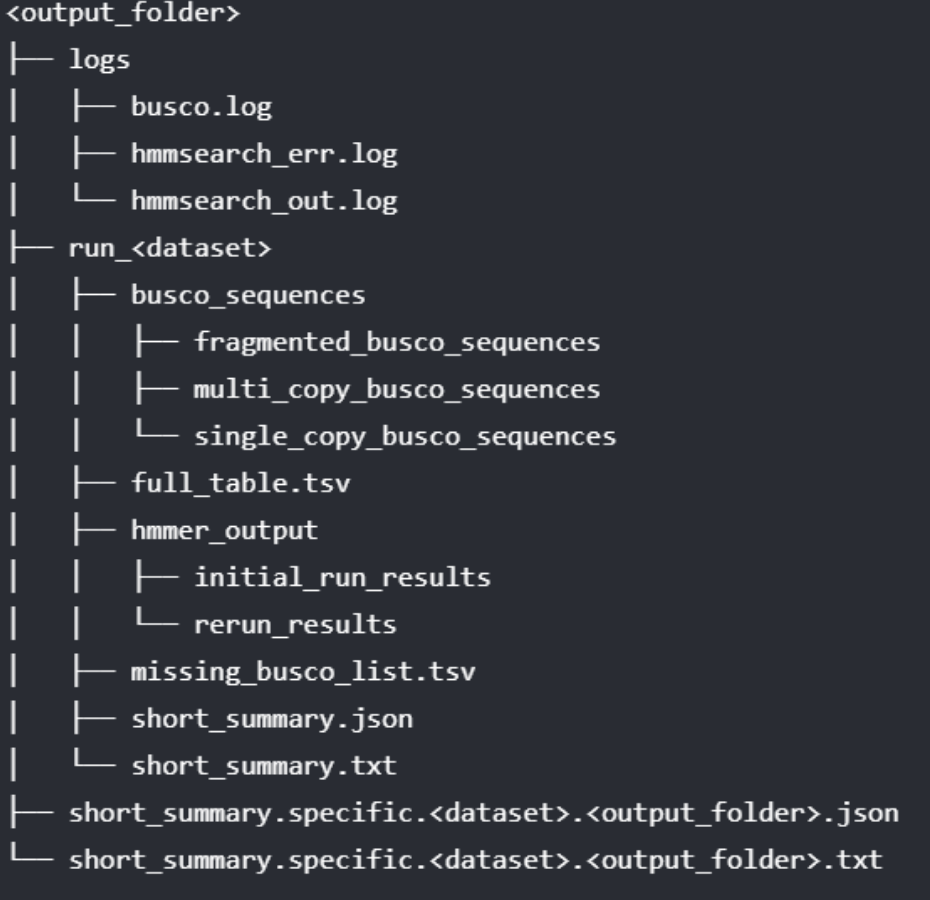 <output_folder>
├── logs
│   ├── busco.log
│   ├── hmmsearch_err.log
│   └── hmmsearch_out.log
├── run_<dataset>
│   ├── busco_sequences
│   │   ├── fragmented_busco_sequences
│   │   ├── multi_copy_busco_sequences
│   │   └── single_copy_busco_sequences
│   ├── full_table.tsv
│   ├── hmmer_output
│   │   ├── initial_run_results
│   │   └── rerun_results
│   ├── missing_busco_list.tsv
│   ├── short_summary.json
│   └── short_summary.txt
├── short_summary.specific.<dataset>.<output_folder>.json
└── short_summary.specific.<dataset>.<output_folder>.txt